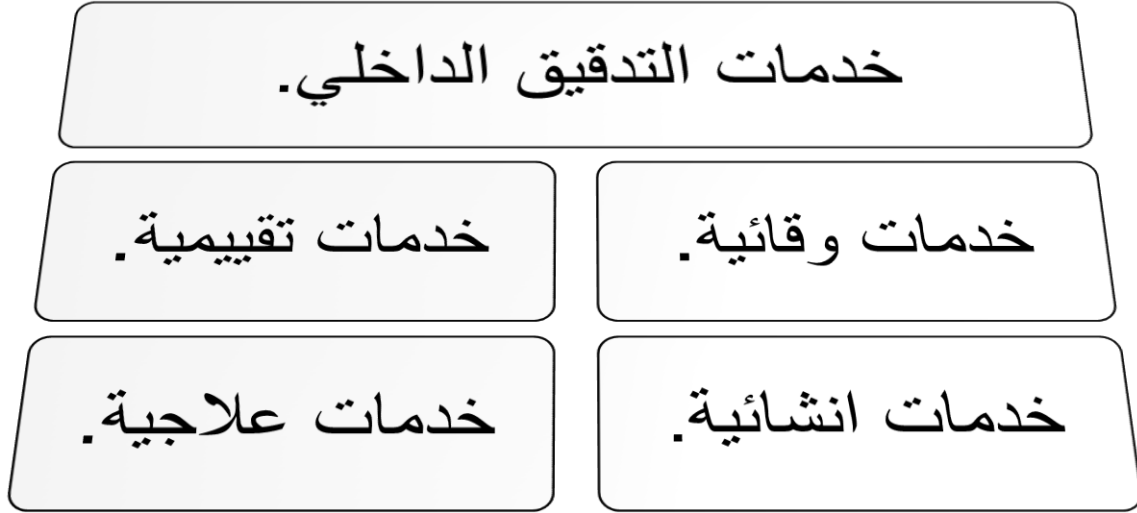 خدمات التدقيق الداخلي.
خدمات وقائية.
خدمات تقييمية.
خدمات انشائية.
خدمات علاجية.